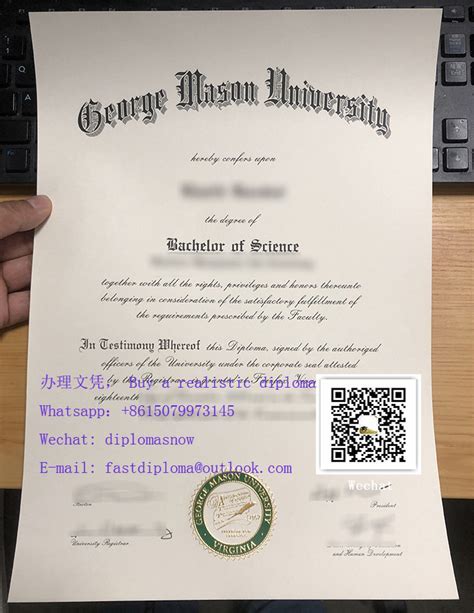 George Mason University
hereby confers upon
the degree of
Bachelor of Science
together with all the rights, privileges and honors thereunto
belonging in consideration of the satisfactory fulfillment of
the requirements prescribed by the Faculty.
In Testimony Whereof this Diploma, signed by the authorized
officers of the University under the corporate seal attested
by the
办理文凭, Buy a realistic diploma
eighteenth
Whatsapp: +8615079973145
Wechat: diplomasnow
E-mail: fastdiploma@outlook.com
Wechat
Rector
President
University Registrar
and Human Development
GEORGE MASON UNIVERSITY
VIRGINIA